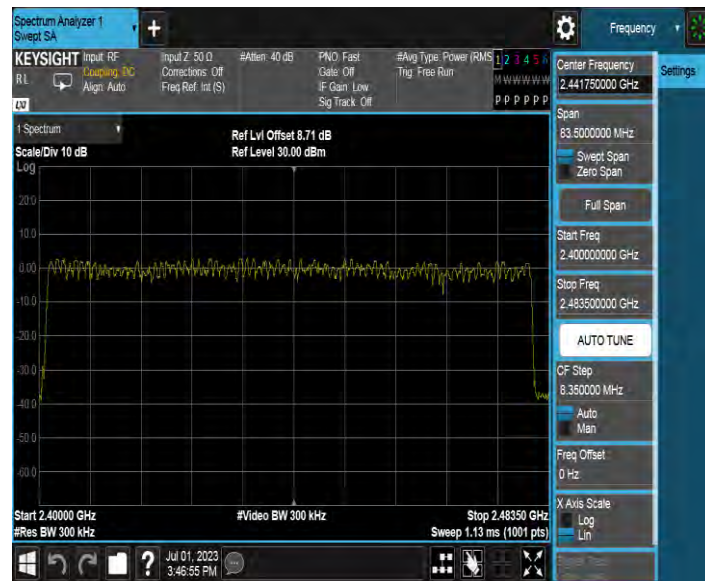 Spectrum Analyzer 1
Swept SA
Frequency
KEYSIGHT
Input: RF
Coupling: DC
Align: Auto
RL
LXI
Input Z: 50 Ω
Corrections: Off
Freq Ref: Int (S)
#Atten: 40 dB
PNO: Fast
Gate: Off
IF Gain: Low
Sig Track: Off
#Avg Type: Power (RMS
Trig: Free Run
1 2 3 4 5 6
M W W W W W
P P P P P P
Settings
1 Spectrum
Scale/Div 10 dB
Ref Lvl Offset 8.71 dB
Ref Level 30.00 dBm
Log
20.0
10.0
0.00
-10.0
-20.0
-30.0
-40.0
-50.0
-60.0
Start 2.40000 GHz
#Res BW 300 kHz
#Video BW 300 kHz
Stop 2.48350 GHz
Sweep 1.13 ms (1001 pts)
Center Frequency
2.441750000 GHz
Span
83.5000000 MHz
Swept Span
Zero Span
Full Span
Start Freq
2.400000000 GHz
Stop Freq
2.483500000 GHz
AUTO TUNE
CF Step
8.350000 MHz
Auto
Man
Freq Offset
0 Hz
X Axis Scale
Log
Lin
?
Jul 01, 2023
3:46:55 PM